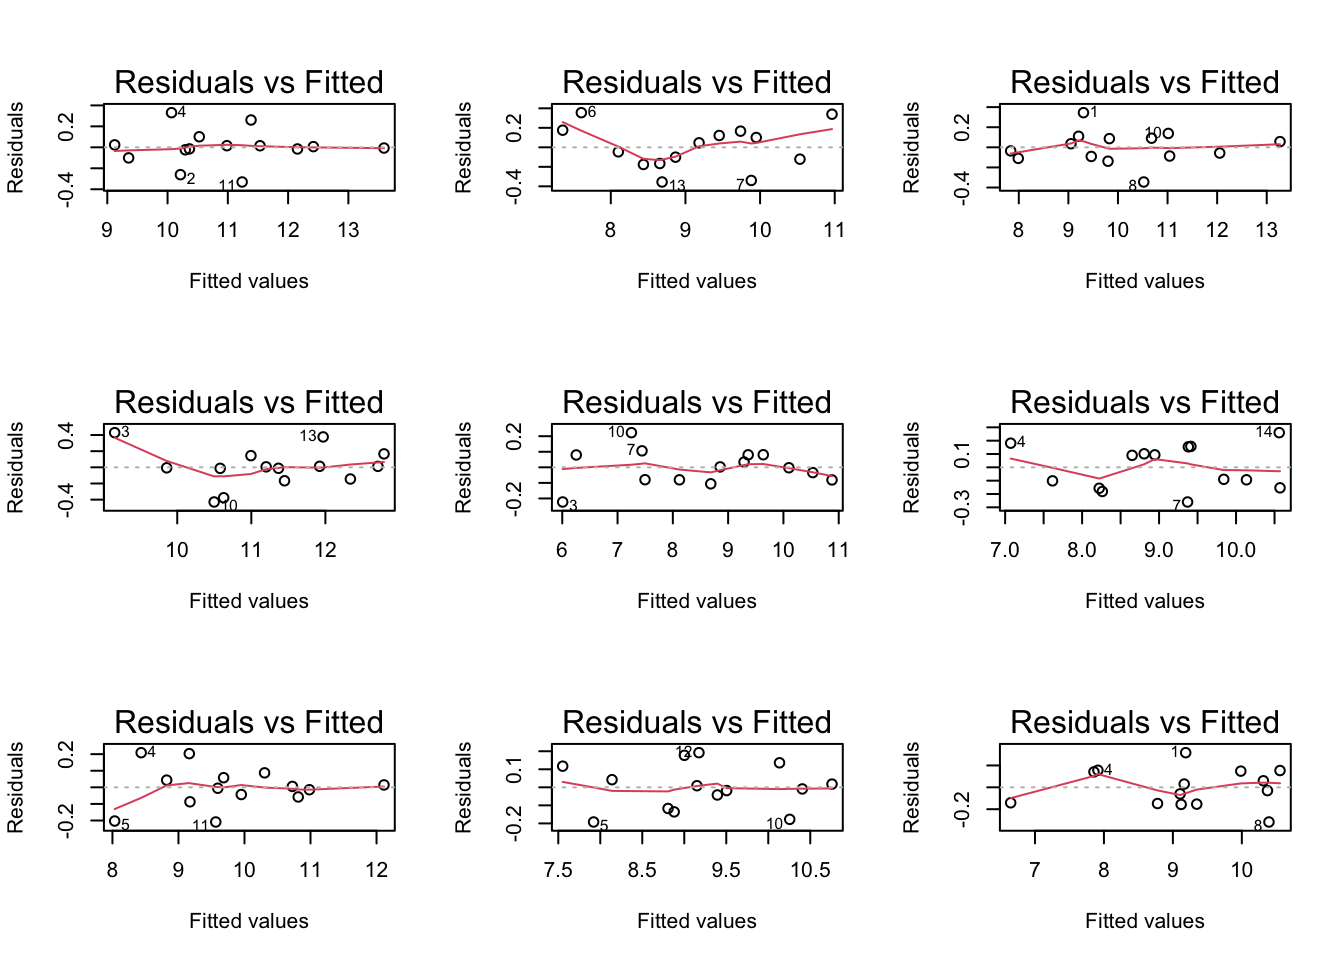 Residuals vs Fitted
Residuals
0.2
-0.4
4
2
11
9 10 11 12 13
Fitted values
Residuals vs Fitted
Residuals
0.2
-0.4
6
13
7
8 9 10 11
Fitted values
Residuals vs Fitted
Residuals
0.2
-0.4
1
10
8
8 9 10 11 12 13
Fitted values
Residuals vs Fitted
Residuals
0.4
-0.4
3
13
10
10 11 12
Fitted values
Residuals vs Fitted
Residuals
0.2
-0.2
10
7
3
6 7 8 9 10 11
Fitted values
Residuals vs Fitted
Residuals
0.1
-0.3
4
14
7
7.0 8.0 9.0 10.0
Fitted values
Residuals vs Fitted
Residuals
0.2
-0.2
4
5
11
8 9 10 11 12
Fitted values
Residuals vs Fitted
Residuals
0.1
-0.2
12
5
10
7.5 8.5 9.5 10.5
Fitted values
Residuals vs Fitted
Residuals
-0.2
1
4
8
7 8 9 10
Fitted values